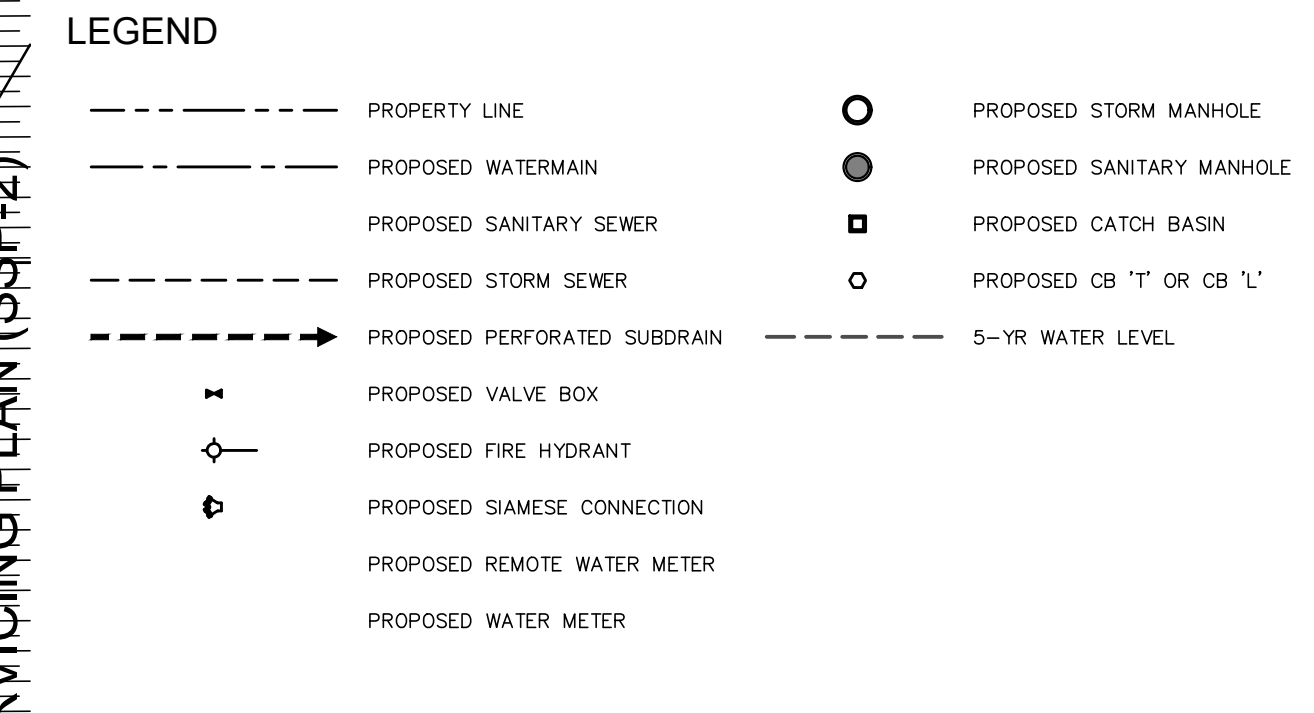 LEGEND
PROPERTY LINE
PROPOSED WATERMAIN
PROPOSED SANITARY SEWER
PROPOSED STORM SEWER
PROPOSED PERFORATED SUBDRAIN
PROPOSED VALVE BOX
PROPOSED FIRE HYDRANT
PROPOSED SIAMESE CONNECTION
PROPOSED REMOTE WATER METER
PROPOSED WATER METER
PROPOSED STORM MANHOLE
PROPOSED SANITARY MANHOLE
PROPOSED CATCH BASIN
PROPOSED CB 'T' OR CB 'L'
5-YR WATER LEVEL